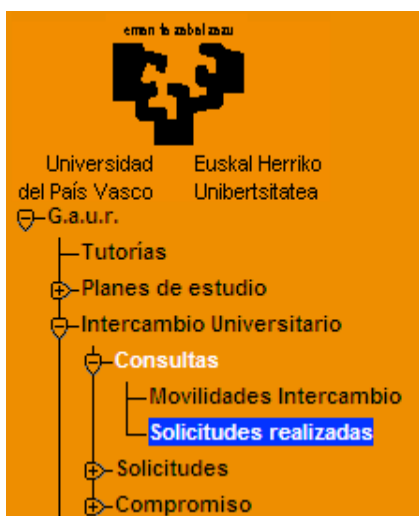 eman ta zabal zazu
Universidad Euskal Herriko
del País Vasco Unibertsitatea
G.a.u.r.
Tutorías
Planes de estudio
Intercambio Universitario
Consultas
Movilidades Intercambio
Solicitudes realizadas
Solicitudes
Compromiso